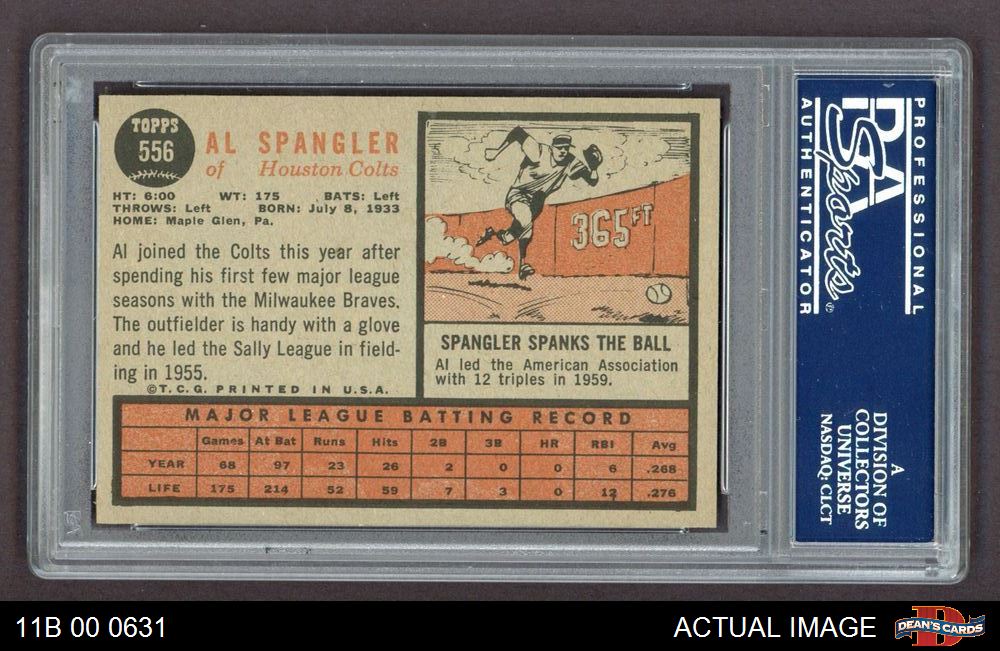 TOPPS
556
AL SPANGLER
of Houston Colts
HT: 6:00 WT: 175 BATS: Left
THROWS: Left BORN: July 8, 1933
HOME: Maple Glen, Pa.
Al joined the Colts this year after
spending his first few major league
seasons with the Milwaukee Braves.
The outfielder is handy with a glove
and he led the Sally League in field-
ing in 1955.
©T.C.G. PRINTED IN U.S.A.
365FT
SPANGLER SPANKS THE BALL
Al led the American Association
with 12 triples in 1959.
MAJOR LEAGUE BATTING RECORD
Games At Bat Runs Hits 2B 3B HR RBI Avg
YEAR 68 97 23 26 2 0 0 6 .268
LIFE 175 214 52 59 7 3 0 12 .276
PROFESSIONAL
PSA
Sports®
AUTHENTICATOR
A
DIVISION OF
COLLECTORS
UNIVERSE
NASDAQ: CLCT
11B 00 0631
ACTUAL IMAGE
D
DEAN'S CARDS